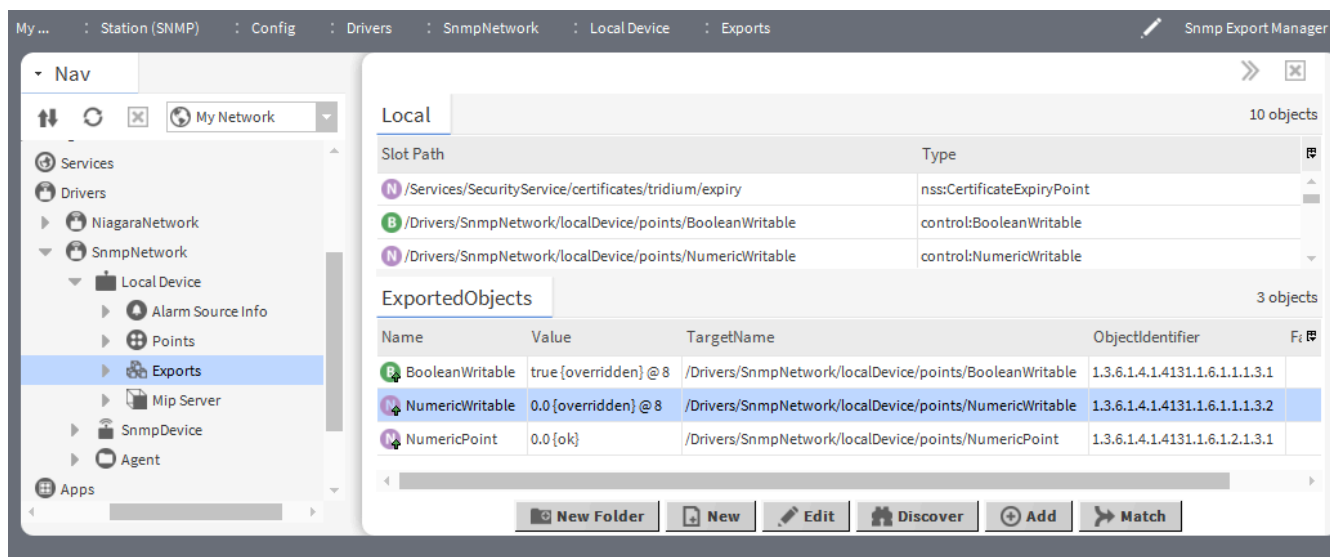 My ... : Station (SNMP) : Config : Drivers : SnmpNetwork : Local Device : Exports Snmp Export Manager
Nav
My Network
Services
Drivers
NiagaraNetwork
SnmpNetwork
Local Device
Alarm Source Info
Points
Exports
Mip Server
SnmpDevice
Agent
Apps
Local 10 objects
Slot Path Type
N /Services/SecurityService/certificates/tridium/expiry nss:CertificateExpiryPoint
B /Drivers/SnmpNetwork/localDevice/points/BooleanWritable control:BooleanWritable
N /Drivers/SnmpNetwork/localDevice/points/NumericWritable control:NumericWritable
ExportedObjects 3 objects
Name Value TargetName ObjectIdentifier
B BooleanWritable true {overridden} @ 8 /Drivers/SnmpNetwork/localDevice/points/BooleanWritable 1.3.6.1.4.1.4131.1.6.1.1.1.3.1
N NumericWritable 0.0 {overridden} @ 8 /Drivers/SnmpNetwork/localDevice/points/NumericWritable 1.3.6.1.4.1.4131.1.6.1.1.1.3.2
N NumericPoint 0.0 {ok} /Drivers/SnmpNetwork/localDevice/points/NumericPoint 1.3.6.1.4.1.4131.1.6.1.2.1.3.1
New Folder New Edit Discover Add Match